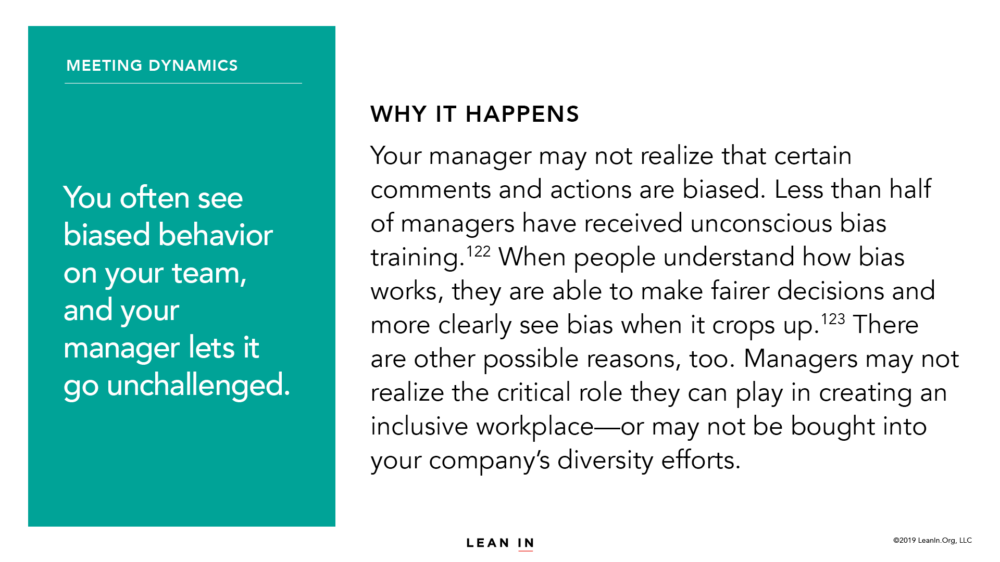 MEETING DYNAMICS
You often see
biased behavior
on your team,
and your
manager lets it
go unchallenged.
WHY IT HAPPENS
Your manager may not realize that certain
comments and actions are biased. Less than half
of managers have received unconscious bias
training.122 When people understand how bias
works, they are able to make fairer decisions and
more clearly see bias when it crops up.123 There
are other possible reasons, too. Managers may not
realize the critical role they can play in creating an
inclusive workplace—or may not be bought into
your company’s diversity efforts.
LEAN IN
©2019 LeanIn.Org, LLC